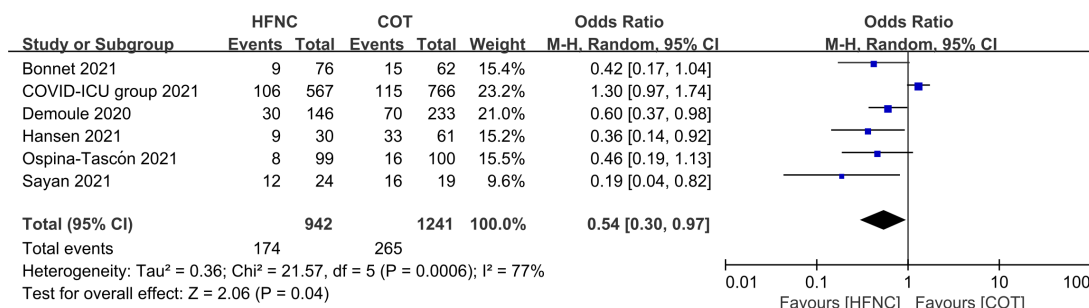 HFNC COT Odds Ratio Odds Ratio
Study or Subgroup Events Total Events Total Weight M-H, Random, 95% CI M-H, Random, 95% CI
Bonnet 2021 9 76 15 62 15.4% 0.42 [0.17, 1.04]
COVID-ICU group 2021 106 567 115 766 23.2% 1.30 [0.97, 1.74]
Demoule 2020 30 146 70 233 21.0% 0.60 [0.37, 0.98]
Hansen 2021 9 30 33 61 15.2% 0.36 [0.14, 0.92]
Ospina-Tascón 2021 8 99 16 100 15.5% 0.46 [0.19, 1.13]
Sayan 2021 12 24 16 19 9.6% 0.19 [0.04, 0.82]
Total (95% CI) 942 1241 100.0% 0.54 [0.30, 0.97]
Total events 174 265
Heterogeneity: Tau² = 0.36; Chi² = 21.57, df = 5 (P = 0.0006); I² = 77%
Test for overall effect: Z = 2.06 (P = 0.04)
0.01 0.1 1 10 100
Favours [HFNC] Favours [COT]